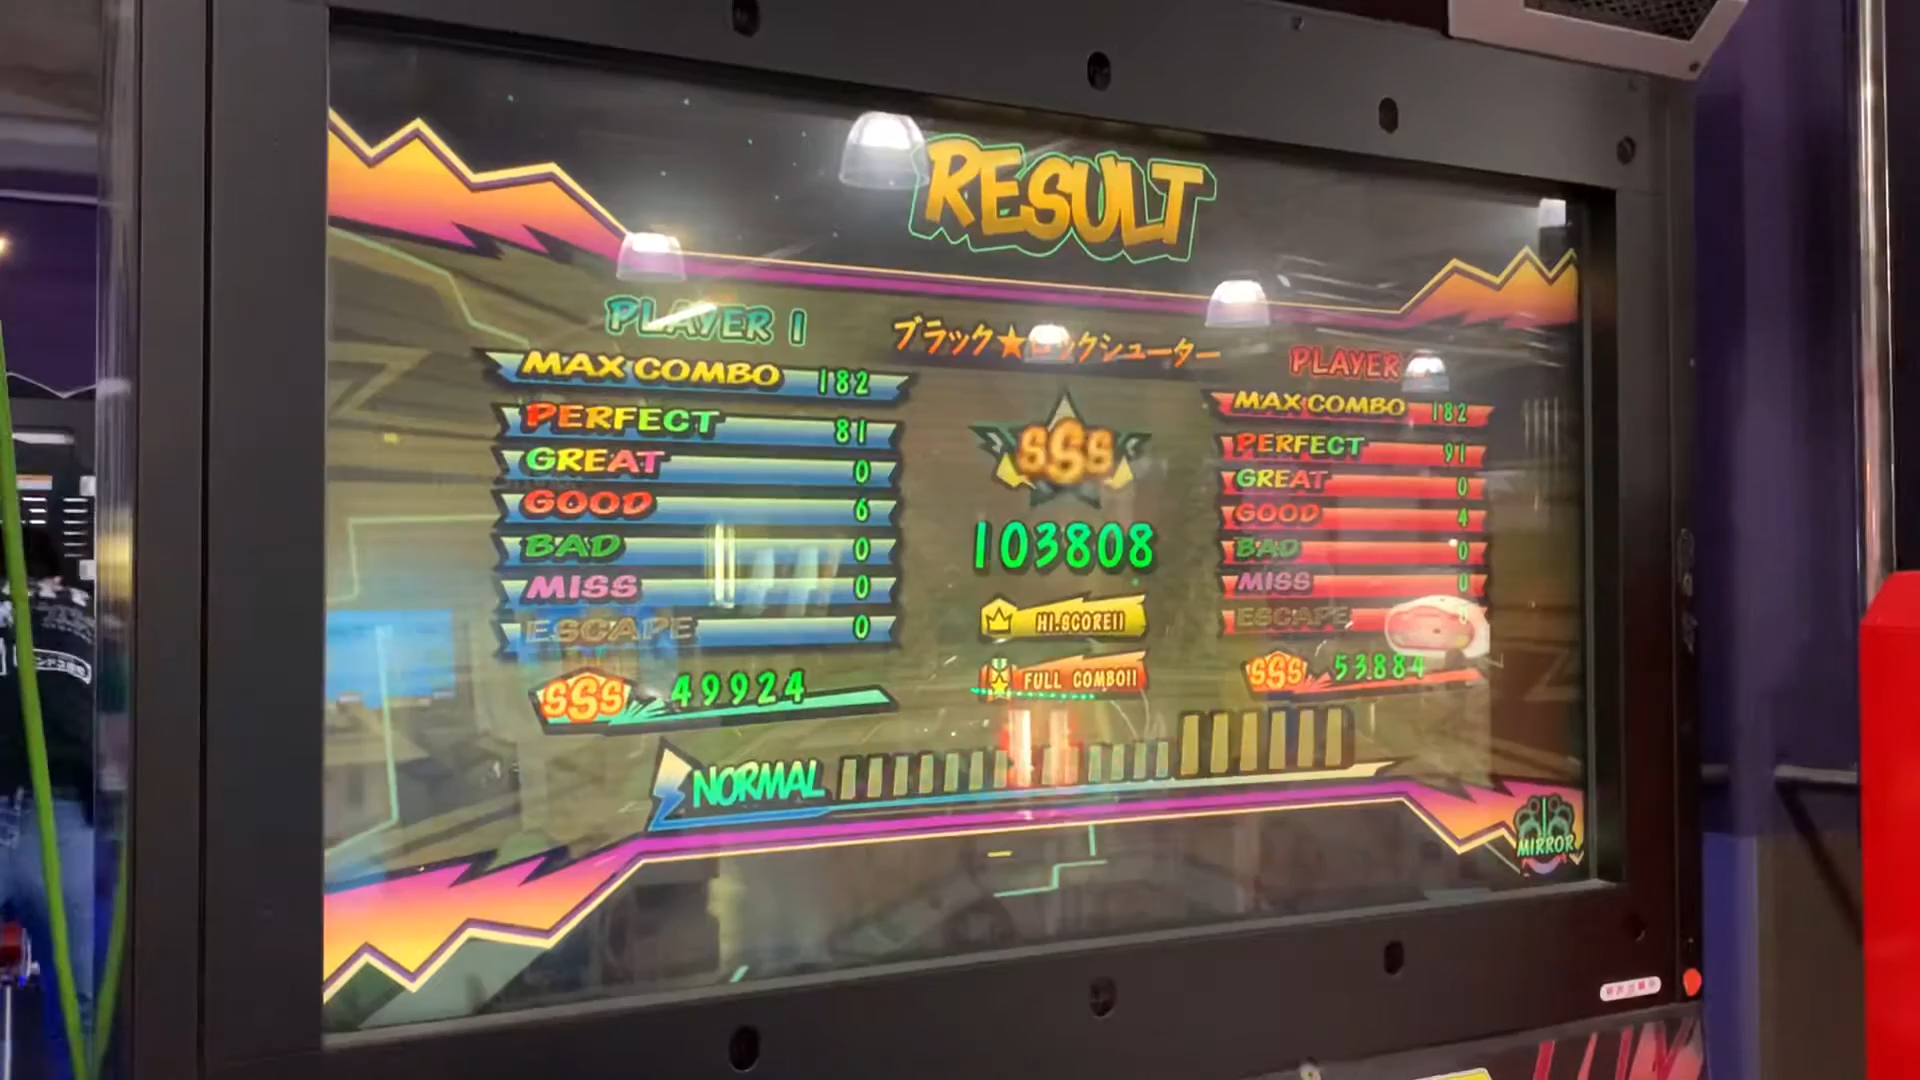 RESULT
PLAYER 1
ブラック★ロックシューター
PLAYER
MAX COMBO 182
PERFECT 81
GREAT 0
GOOD 6
BAD 0
MISS 0
ESCAPE 0
SSS 49924
SSS
103808
HI.SCORE!!
FULL COMBO!!
MAX COMBO 182
PERFECT 91
GREAT 0
GOOD 4
BAD 0
MISS 0
ESCAPE
SSS 53884
NORMAL
MIRROR